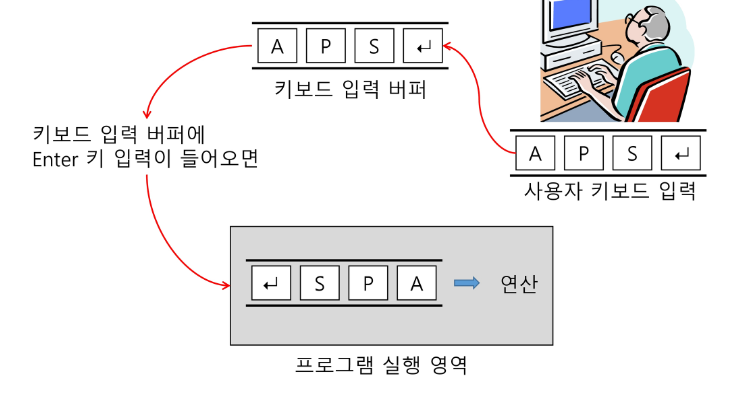 A P S ↵
키보드 입력 버퍼
키보드 입력 버퍼에
Enter 키 입력이 들어오면
A P S ↵
사용자 키보드 입력
↵ S P A
연산
프로그램 실행 영역